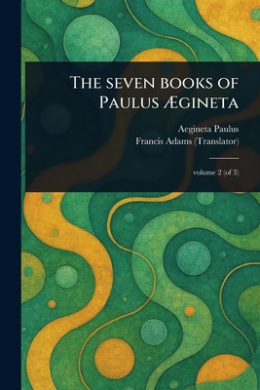 The seven books of
Paulus Ægineta
Aegineta Paulus
Francis Adams (Translator)
volume 2 (of 3)